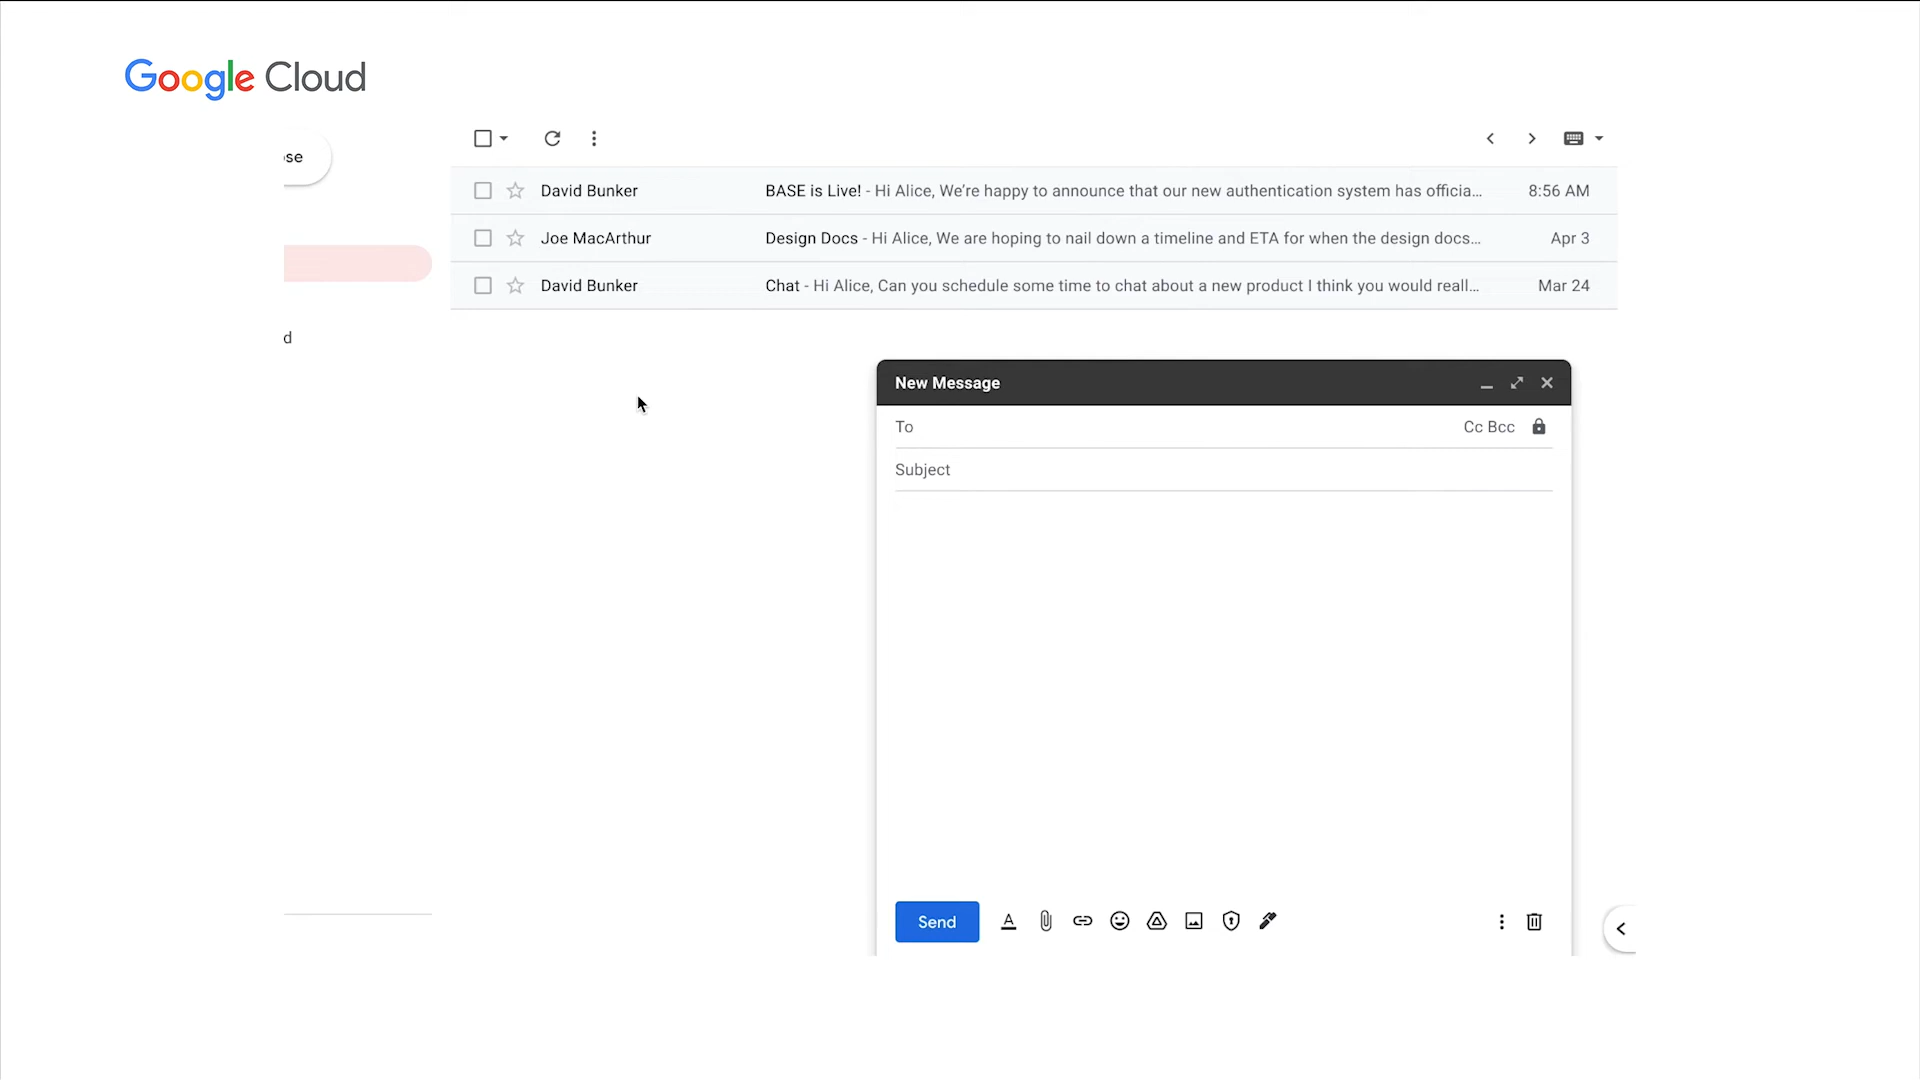 Google Cloud
ose
David Bunker BASE is Live! - Hi Alice, We're happy to announce that our new authentication system has officia... 8:56 AM
Joe MacArthur Design Docs - Hi Alice, We are hoping to nail down a timeline and ETA for when the design docs... Apr 3
David Bunker Chat - Hi Alice, Can you schedule some time to chat about a new product I think you would reall... Mar 24
d
New Message
To Cc Bcc
Subject
Send